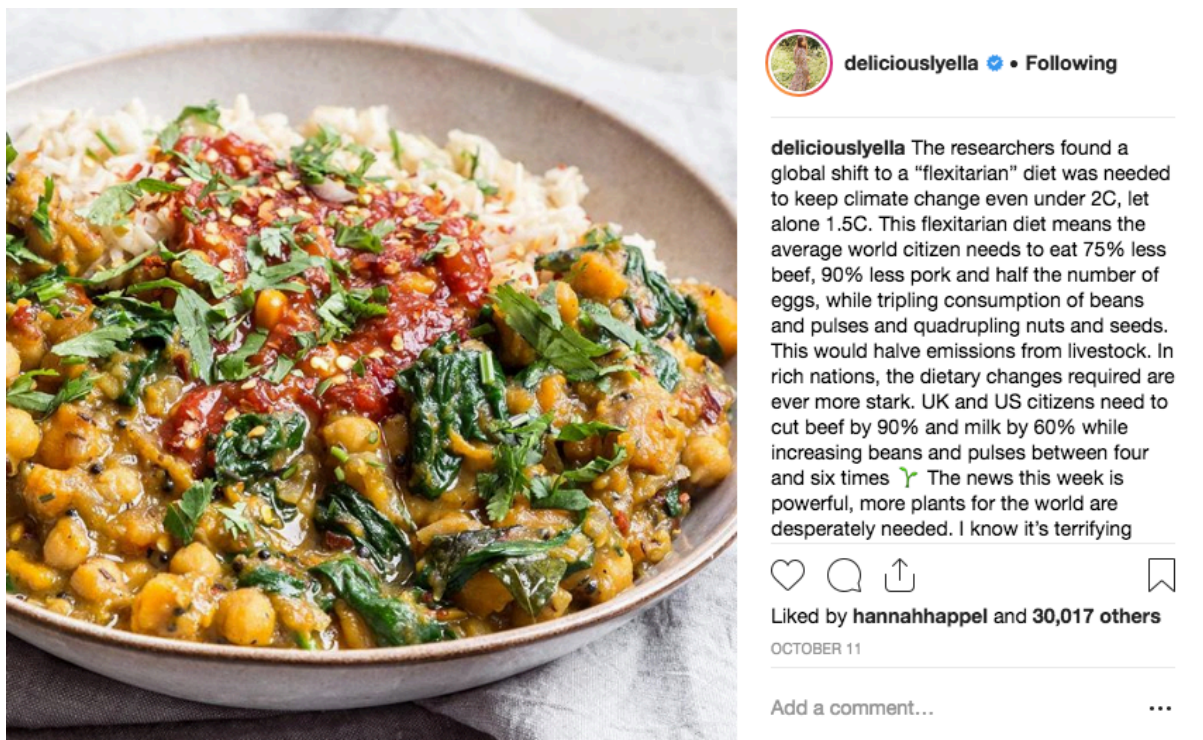 deliciouslyella • Following
deliciouslyella The researchers found a
global shift to a “flexitarian” diet was needed
to keep climate change even under 2C, let
alone 1.5C. This flexitarian diet means the
average world citizen needs to eat 75% less
beef, 90% less pork and half the number of
eggs, while tripling consumption of beans
and pulses and quadrupling nuts and seeds.
This would halve emissions from livestock. In
rich nations, the dietary changes required are
ever more stark. UK and US citizens need to
cut beef by 90% and milk by 60% while
increasing beans and pulses between four
and six times 🌱 The news this week is
powerful, more plants for the world are
desperately needed. I know it’s terrifying
Liked by hannahhappel and 30,017 others
OCTOBER 11
Add a comment...